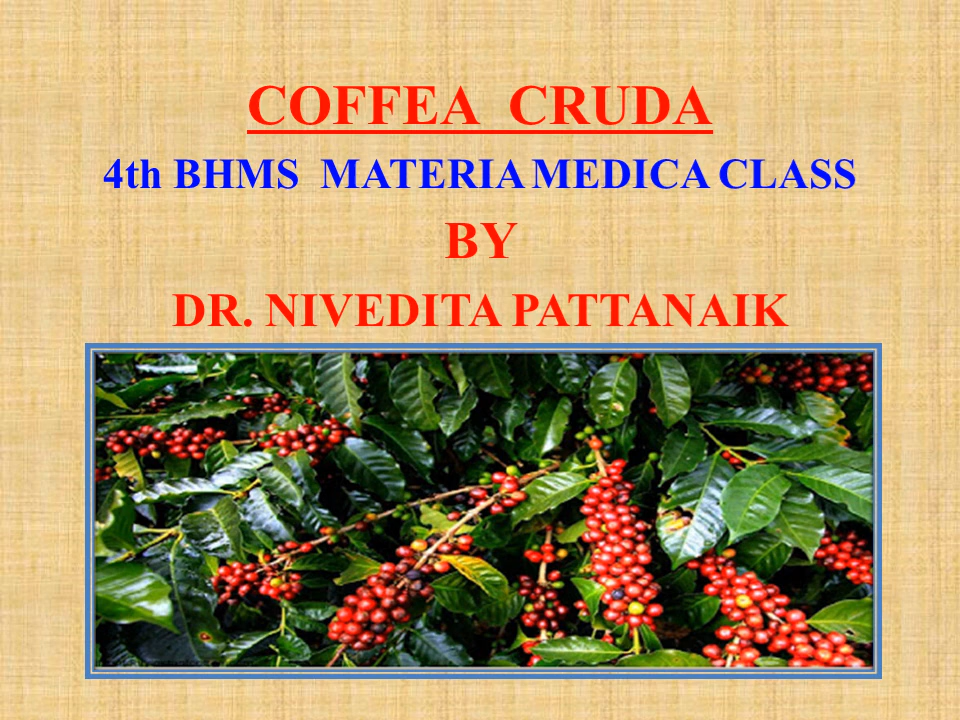 COFFEA CRUDA
4th BHMS MATERIA MEDICA CLASS
BY
DR. NIVEDITA PATTANAIK